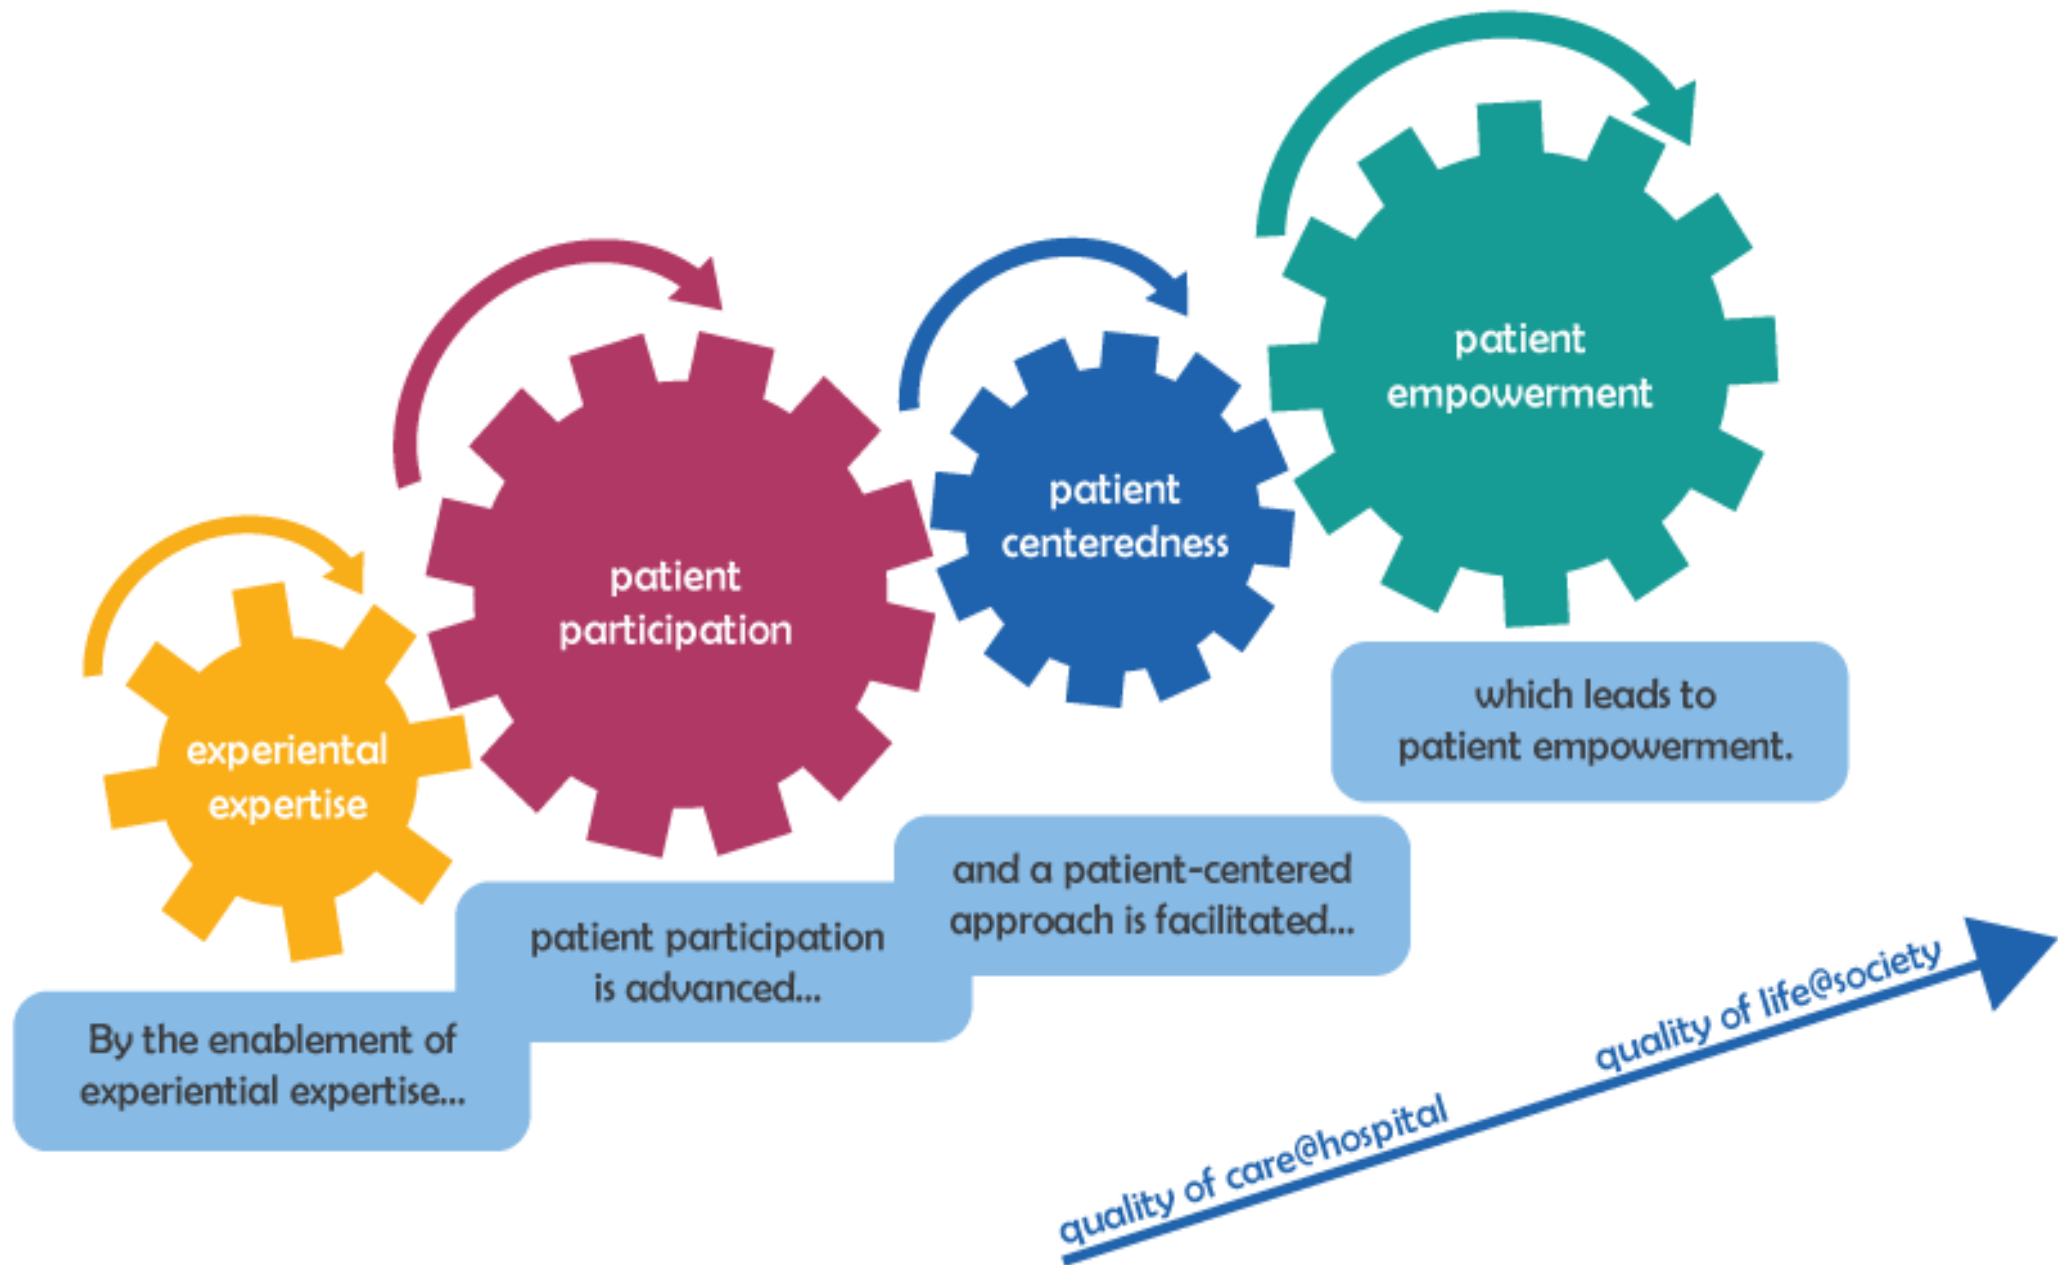 experiental
expertise
patient
participation
patient
centeredness
patient
empowerment
By the enablement of
experiential expertise...
patient participation
is advanced...
and a patient-centered
approach is facilitated...
which leads to
patient empowerment.
quality of care@hospital
quality of life@society